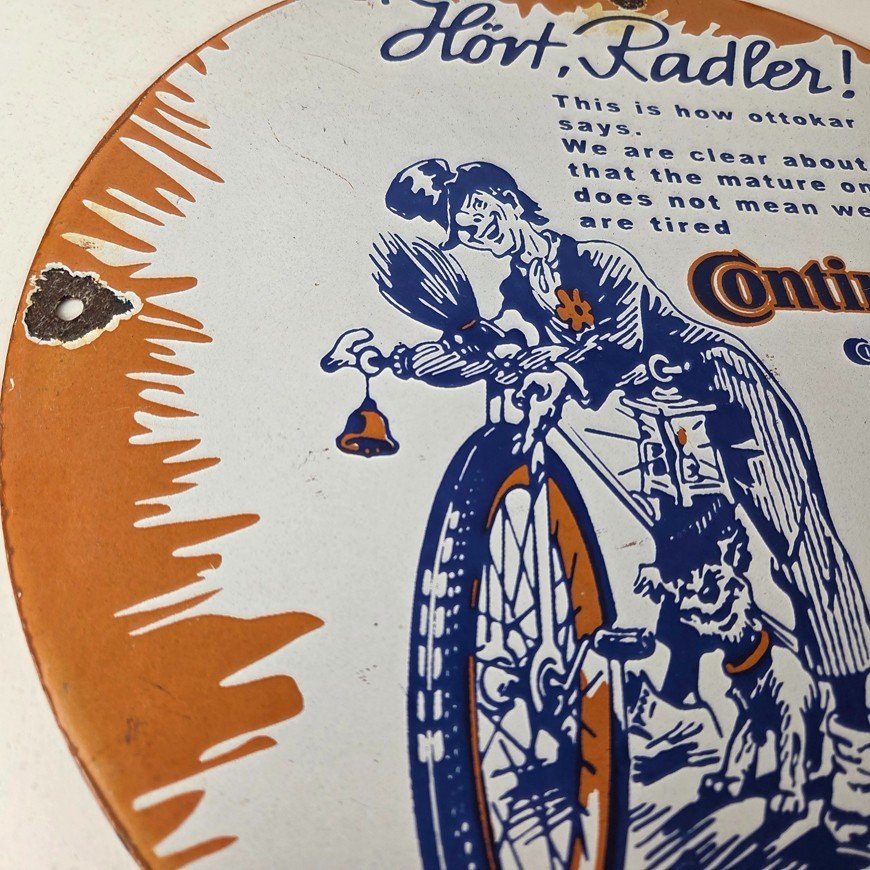 Hört, Radler!
This is how ottokar
says.
We are clear about
that the mature on
does not mean we
are tired
Contin